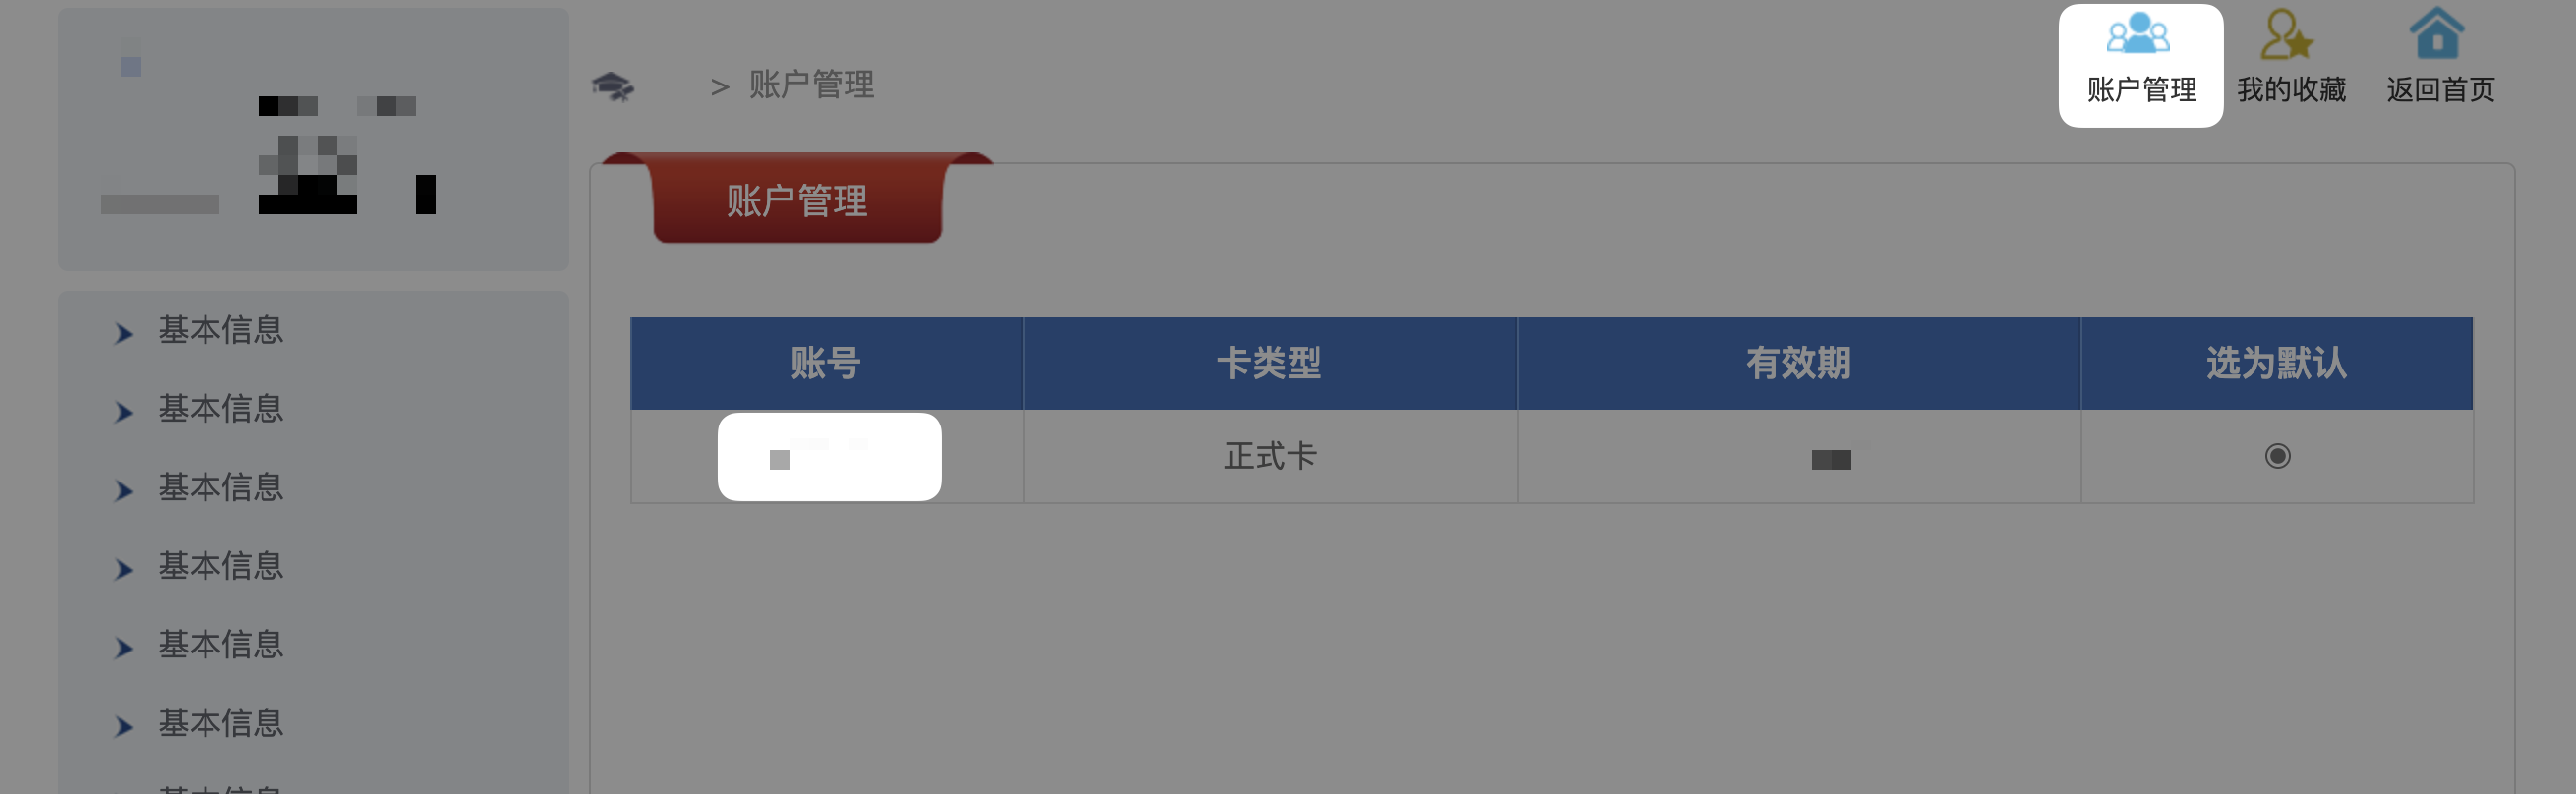 > 账户管理
账户管理
我的收藏
返回首页
账户管理
基本信息
基本信息
基本信息
基本信息
基本信息
基本信息
账号 卡类型 有效期 选为默认
正式卡